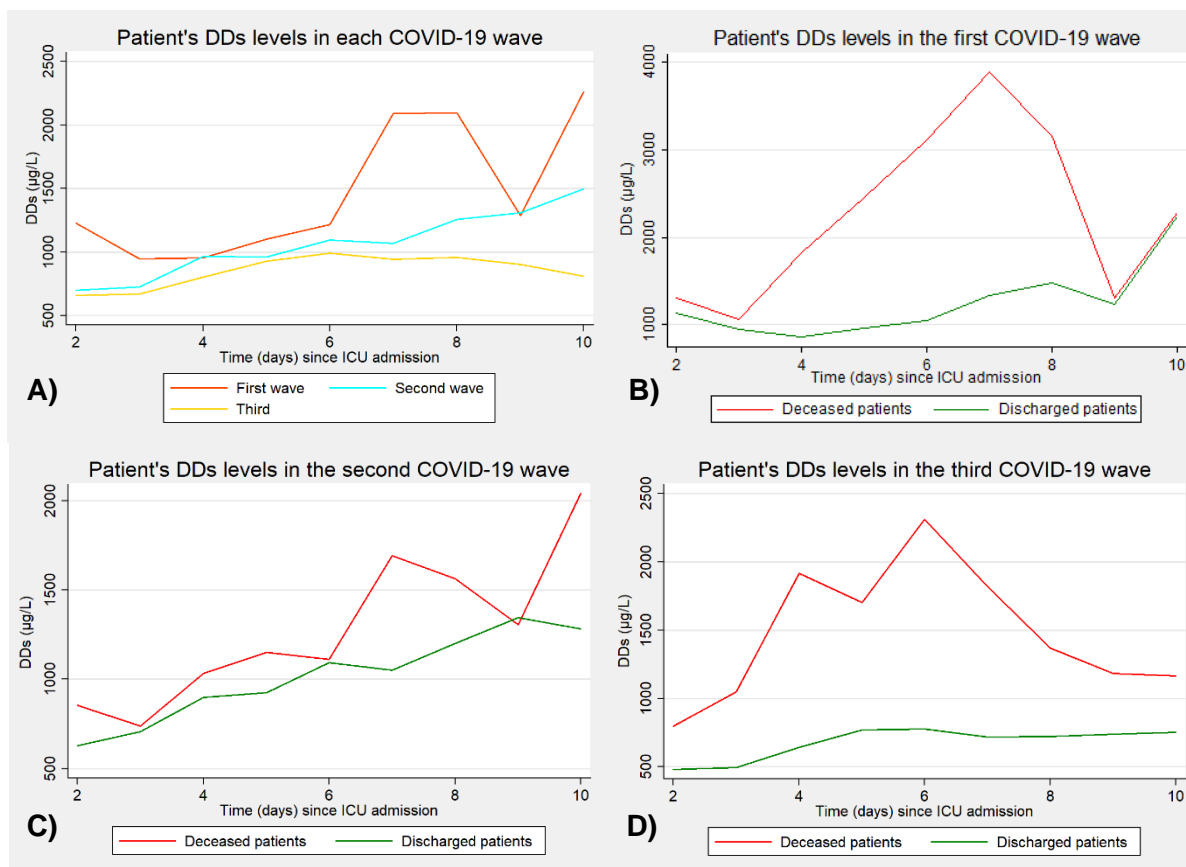 Patient's DDs levels in each COVID-19 wave
DDs (µg/L)
2500
2000
1500
1000
500
2 4 6 8 10
Time (days) since ICU admission
A)
First wave Second wave
Third
Patient's DDs levels in the first COVID-19 wave
DDs (µg/L)
4000
3000
2000
1000
2 4 6 8 10
Time (days) since ICU admission
B)
Deceased patients Discharged patients
Patient's DDs levels in the second COVID-19 wave
DDs (µg/L)
2000
1500
1000
500
2 4 6 8 10
Time (days) since ICU admission
C)
Deceased patients Discharged patients
Patient's DDs levels in the third COVID-19 wave
DDs (µg/L)
2500
2000
1500
1000
500
2 4 6 8 10
Time (days) since ICU admission
D)
Deceased patients Discharged patients